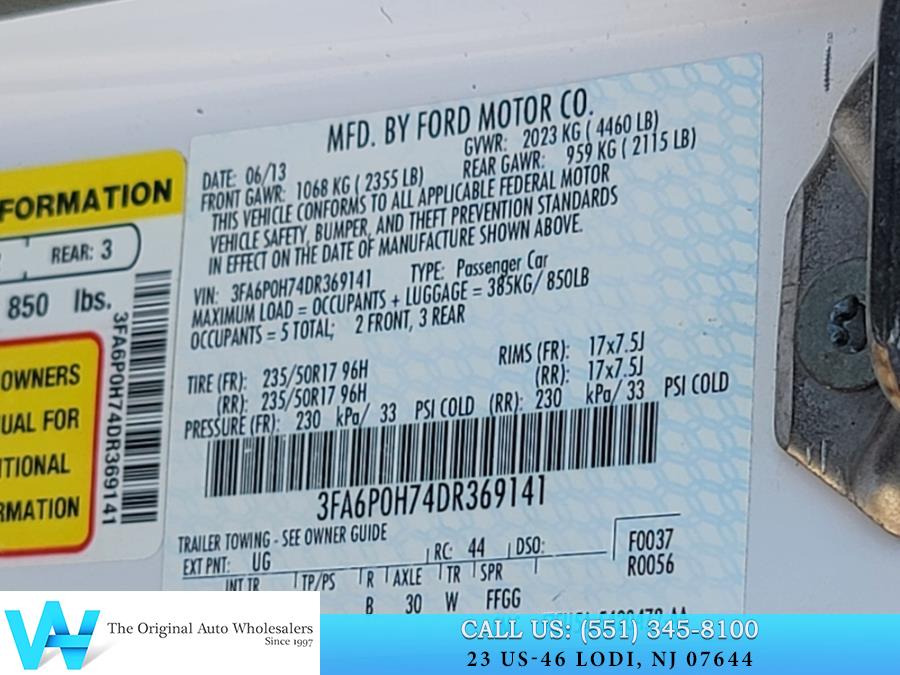 MFD. BY FORD MOTOR CO.
DATE: 06/13
GVWR: 2023 KG ( 4460 LB)
FRONT GAWR: 1068 KG ( 2355 LB)
REAR GAWR: 959 KG ( 2115 LB)
THIS VEHICLE CONFORMS TO ALL APPLICABLE FEDERAL MOTOR
VEHICLE SAFETY, BUMPER, AND THEFT PREVENTION STANDARDS
IN EFFECT ON THE DATE OF MANUFACTURE SHOWN ABOVE.
VIN: 3FA6P0H74DR369141 TYPE: Passenger Car
MAXIMUM LOAD = OCCUPANTS + LUGGAGE = 385KG/ 850LB
OCCUPANTS = 5 TOTAL; 2 FRONT, 3 REAR
TIRE (FR): 235/50R17 96H RIMS (FR): 17x7.5J
(RR): 235/50R17 96H (RR): 17x7.5J
PRESSURE (FR): 230 kPa/ 33 PSI COLD (RR): 230 kPa/ 33 PSI COLD
3FA6P0H74DR369141
TRAILER TOWING - SEE OWNER GUIDE
EXT PNT: UG RC: 44 DSO: F0037
R0056
INT TR TP/PS R AXLE TR SPR
B 30 W FFGG
FORMATION
REAR: 3
850 lbs.
3FA6P0H74DR369141
OWNERS
UAL FOR
ITIONAL
RMATION
The Original Auto Wholesalers
Since 1997
CALL US: (551) 345-8100
23 US-46 LODI, NJ 07644